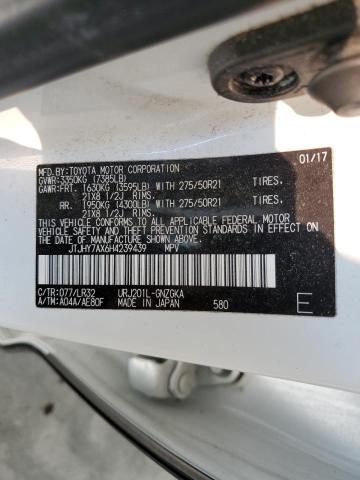 MFD.BY:TOYOTA MOTOR CORPORATION 01/17
GVWR:3350KG (7385LB)
GAWR:FRT. 1630KG (3595LB) WITH 275/50R21 TIRES.
21X8 1/2J RIMS.
RR. 1950KG (4300LB) WITH 275/50R21 TIRES.
21X8 1/2J RIMS.
THIS VEHICLE CONFORMS TO ALL APPLICABLE FEDERAL MOTOR
VEHICLE SAFETY STANDARDS IN EFFECT ON THE DATE OF
MANUFACTURE SHOWN ABOVE.
JTJHY7AX6H4239439 MPV
C/TR:077/LR32 URJ201L-GNZGKA
A/TM:A04A/AE80F MADE IN JAPAN 580 E